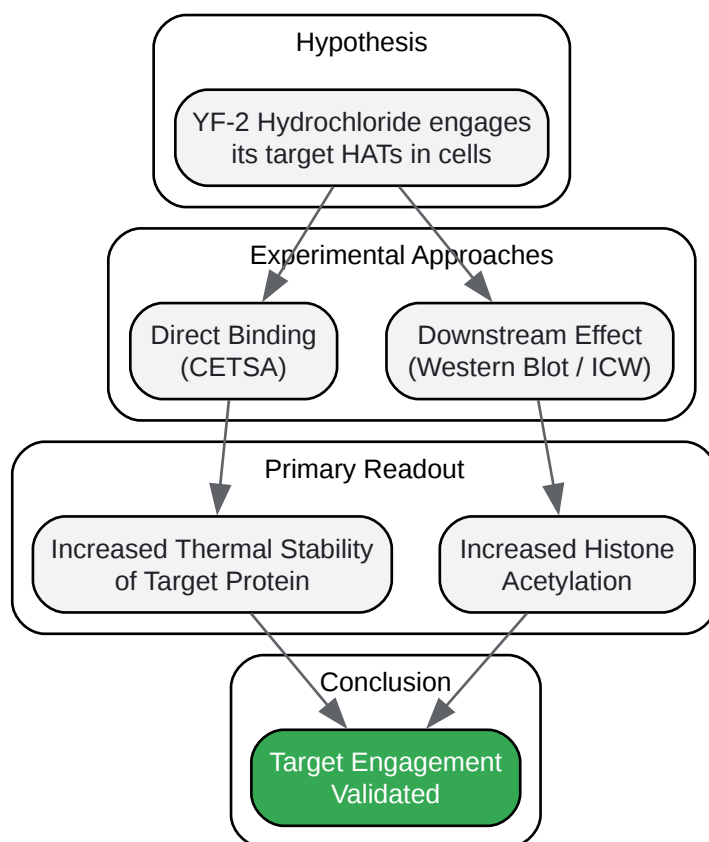 Hypothesis
YF-2 Hydrochloride engages
its target HATs in cells
Experimental Approaches
Direct Binding
(CETSA)
Downstream Effect
(Western Blot / ICW)
Primary Readout
Increased Thermal Stability
of Target Protein
Increased Histone
Acetylation
Conclusion
Target Engagement
Validated